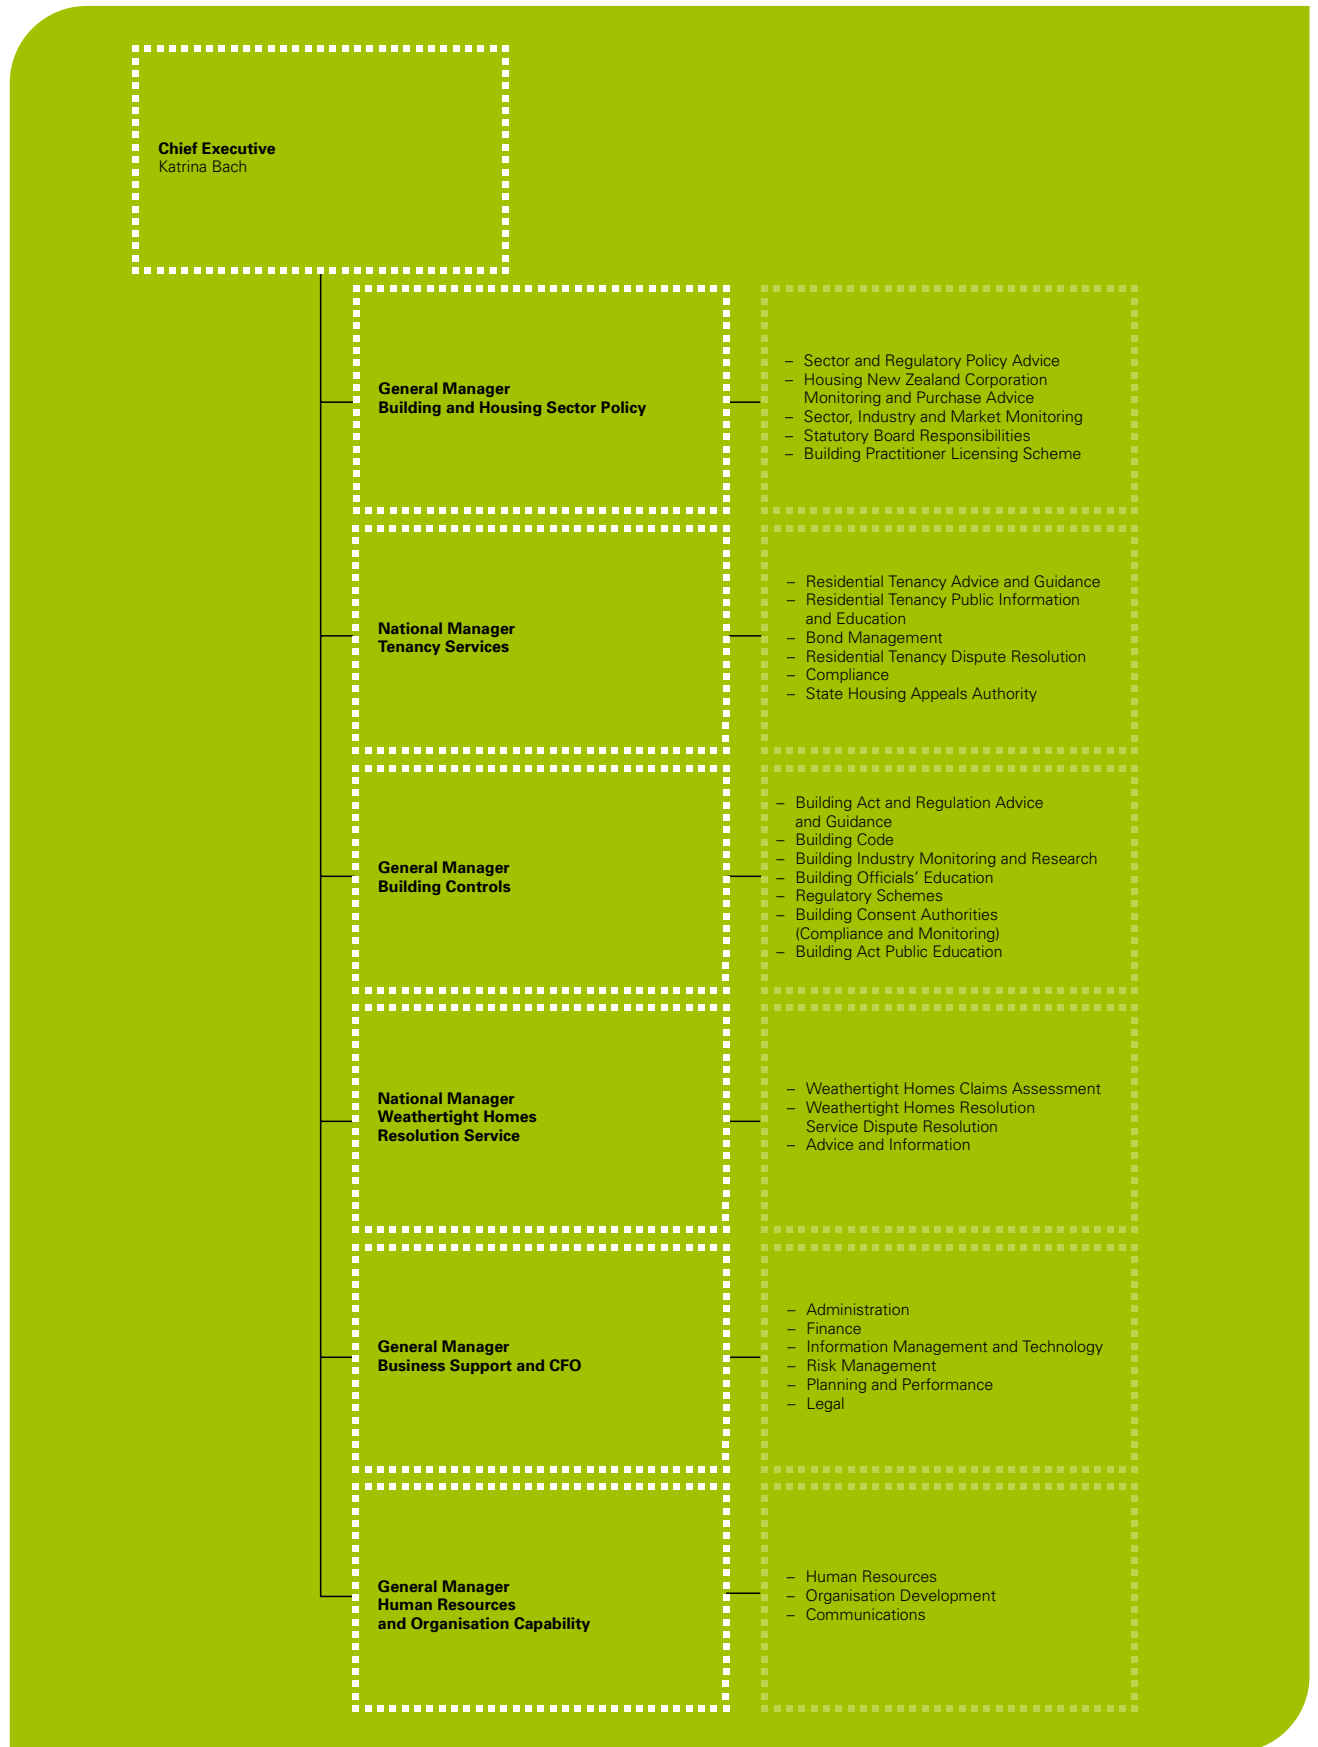 Chief Executive
Katrina Bach
General Manager
Building and Housing Sector Policy
– Sector and Regulatory Policy Advice
– Housing New Zealand Corporation
Monitoring and Purchase Advice
– Sector, Industry and Market Monitoring
– Statutory Board Responsibilities
– Building Practitioner Licensing Scheme
National Manager
Tenancy Services
– Residential Tenancy Advice and Guidance
– Residential Tenancy Public Information
and Education
– Bond Management
– Residential Tenancy Dispute Resolution
– Compliance
– State Housing Appeals Authority
General Manager
Building Controls
– Building Act and Regulation Advice
and Guidance
– Building Code
– Building Industry Monitoring and Research
– Building Officials’ Education
– Regulatory Schemes
– Building Consent Authorities
(Compliance and Monitoring)
– Building Act Public Education
National Manager
Weathertight Homes
Resolution Service
– Weathertight Homes Claims Assessment
– Weathertight Homes Resolution
Service Dispute Resolution
– Advice and Information
General Manager
Business Support and CFO
– Administration
– Finance
– Information Management and Technology
– Risk Management
– Planning and Performance
– Legal
General Manager
Human Resources
and Organisation Capability
– Human Resources
– Organisation Development
– Communications